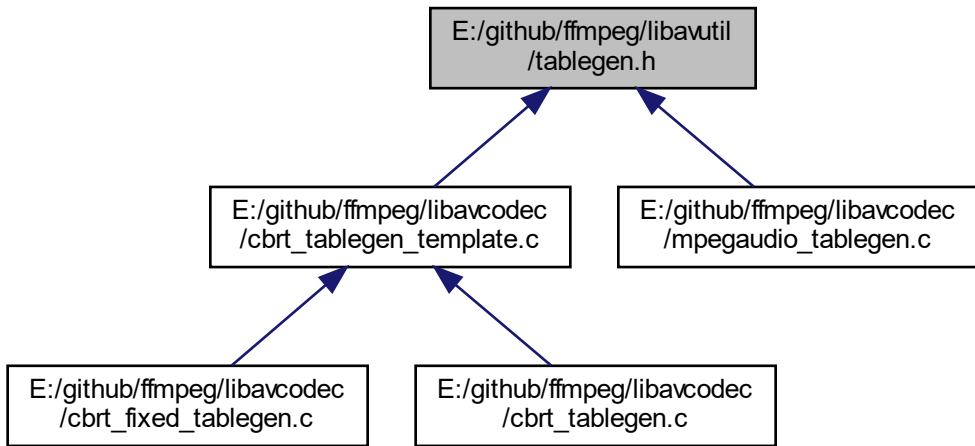 E:/github/ffmpeg/libavutil
/tablegen.h
E:/github/ffmpeg/libavcodec
/cbrt_tablegen_template.c
E:/github/ffmpeg/libavcodec
/mpegaudio_tablegen.c
E:/github/ffmpeg/libavcodec
/cbrt_fixed_tablegen.c
E:/github/ffmpeg/libavcodec
/cbrt_tablegen.c